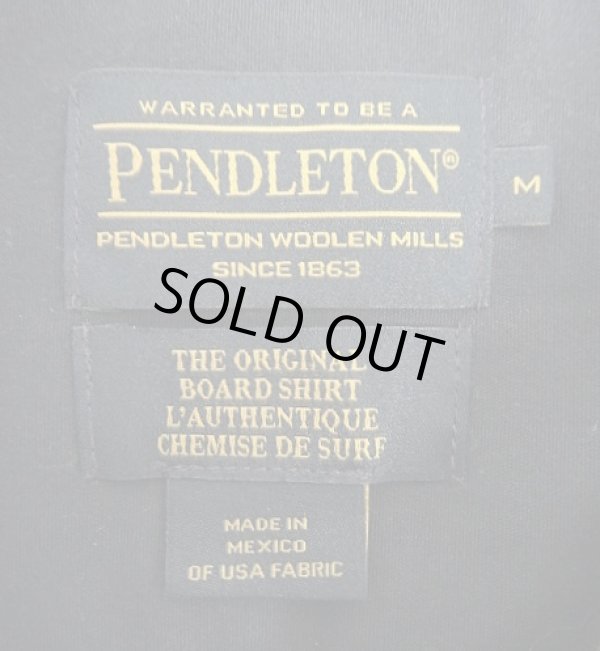 WARRANTED TO BE A
PENDLETON®
M
PENDLETON WOOLEN MILLS
SINCE 1863
SOLD OUT
THE ORIGINAL
BOARD SHIRT
L'AUTHENTIQUE
CHEMISE DE SURF
MADE IN
MEXICO
OF USA FABRIC